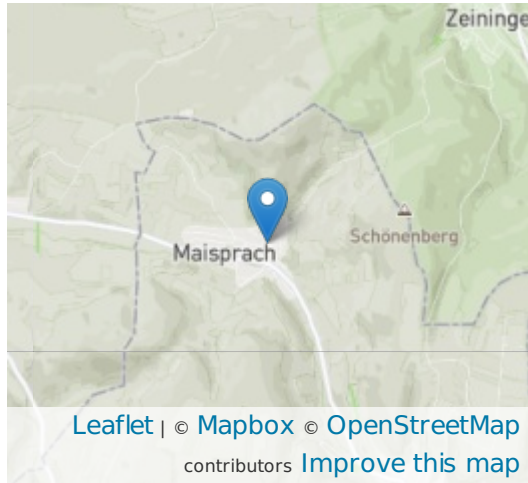 Zeininge
Schönenberg
Maisprach
Leaflet | © Mapbox © OpenStreetMap
contributors Improve this map